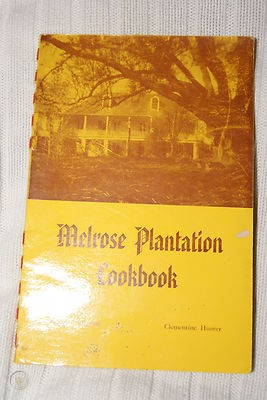 Melrose Plantation
Cookbook
Clementine Hunter